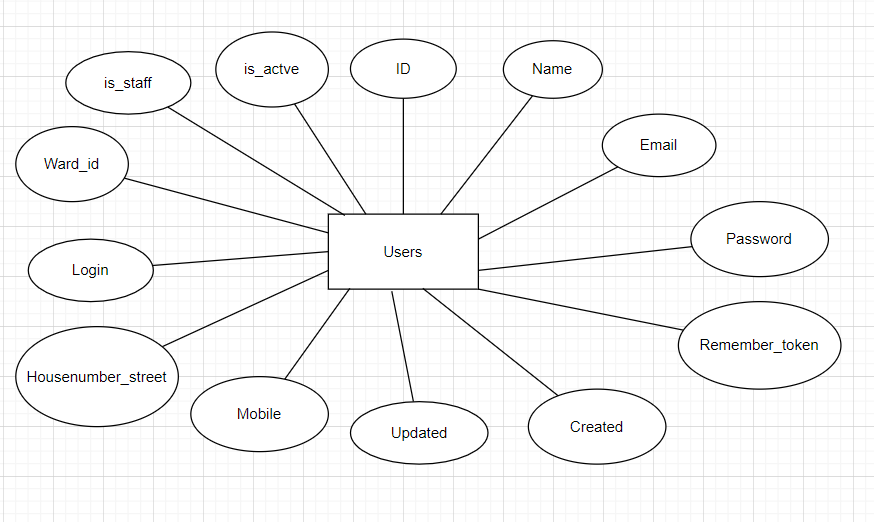 is_staff
is_actve
ID
Name
Email
Ward_id
Password
Users
Login
Remember_token
Housenumber_street
Mobile
Updated
Created